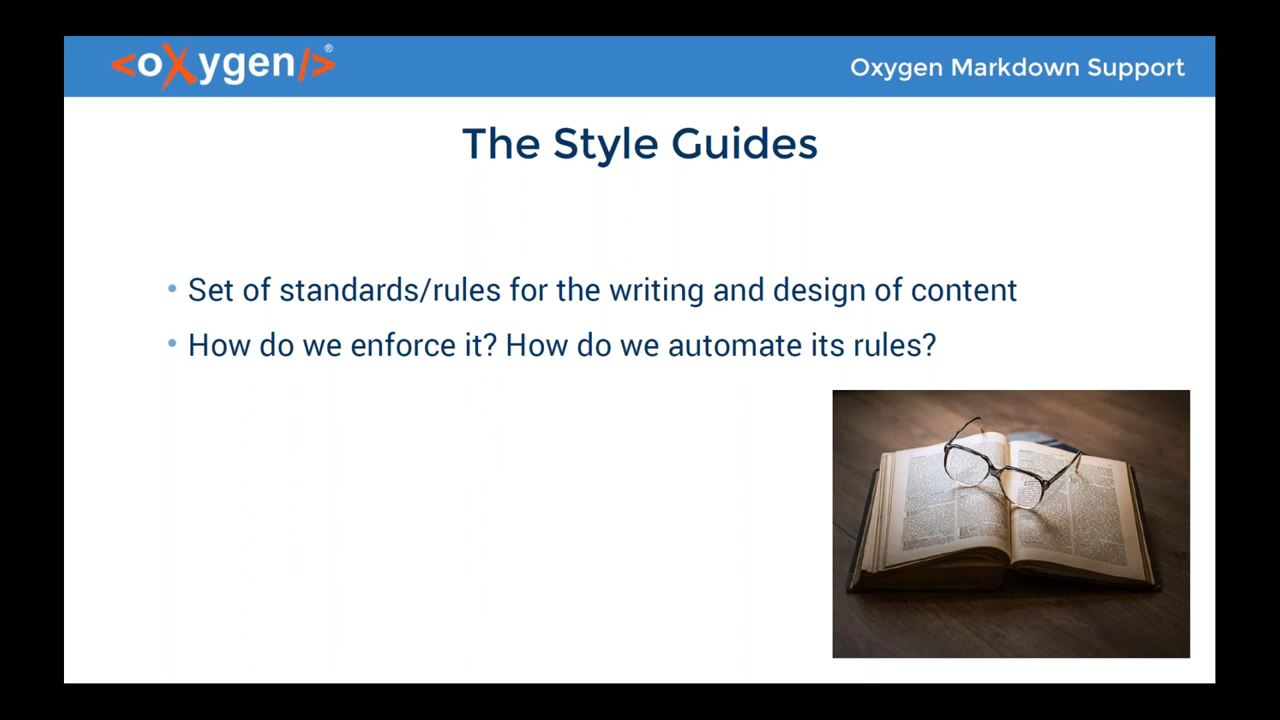 <oXygen/>®
Oxygen Markdown Support
The Style Guides
• Set of standards/rules for the writing and design of content
• How do we enforce it? How do we automate its rules?